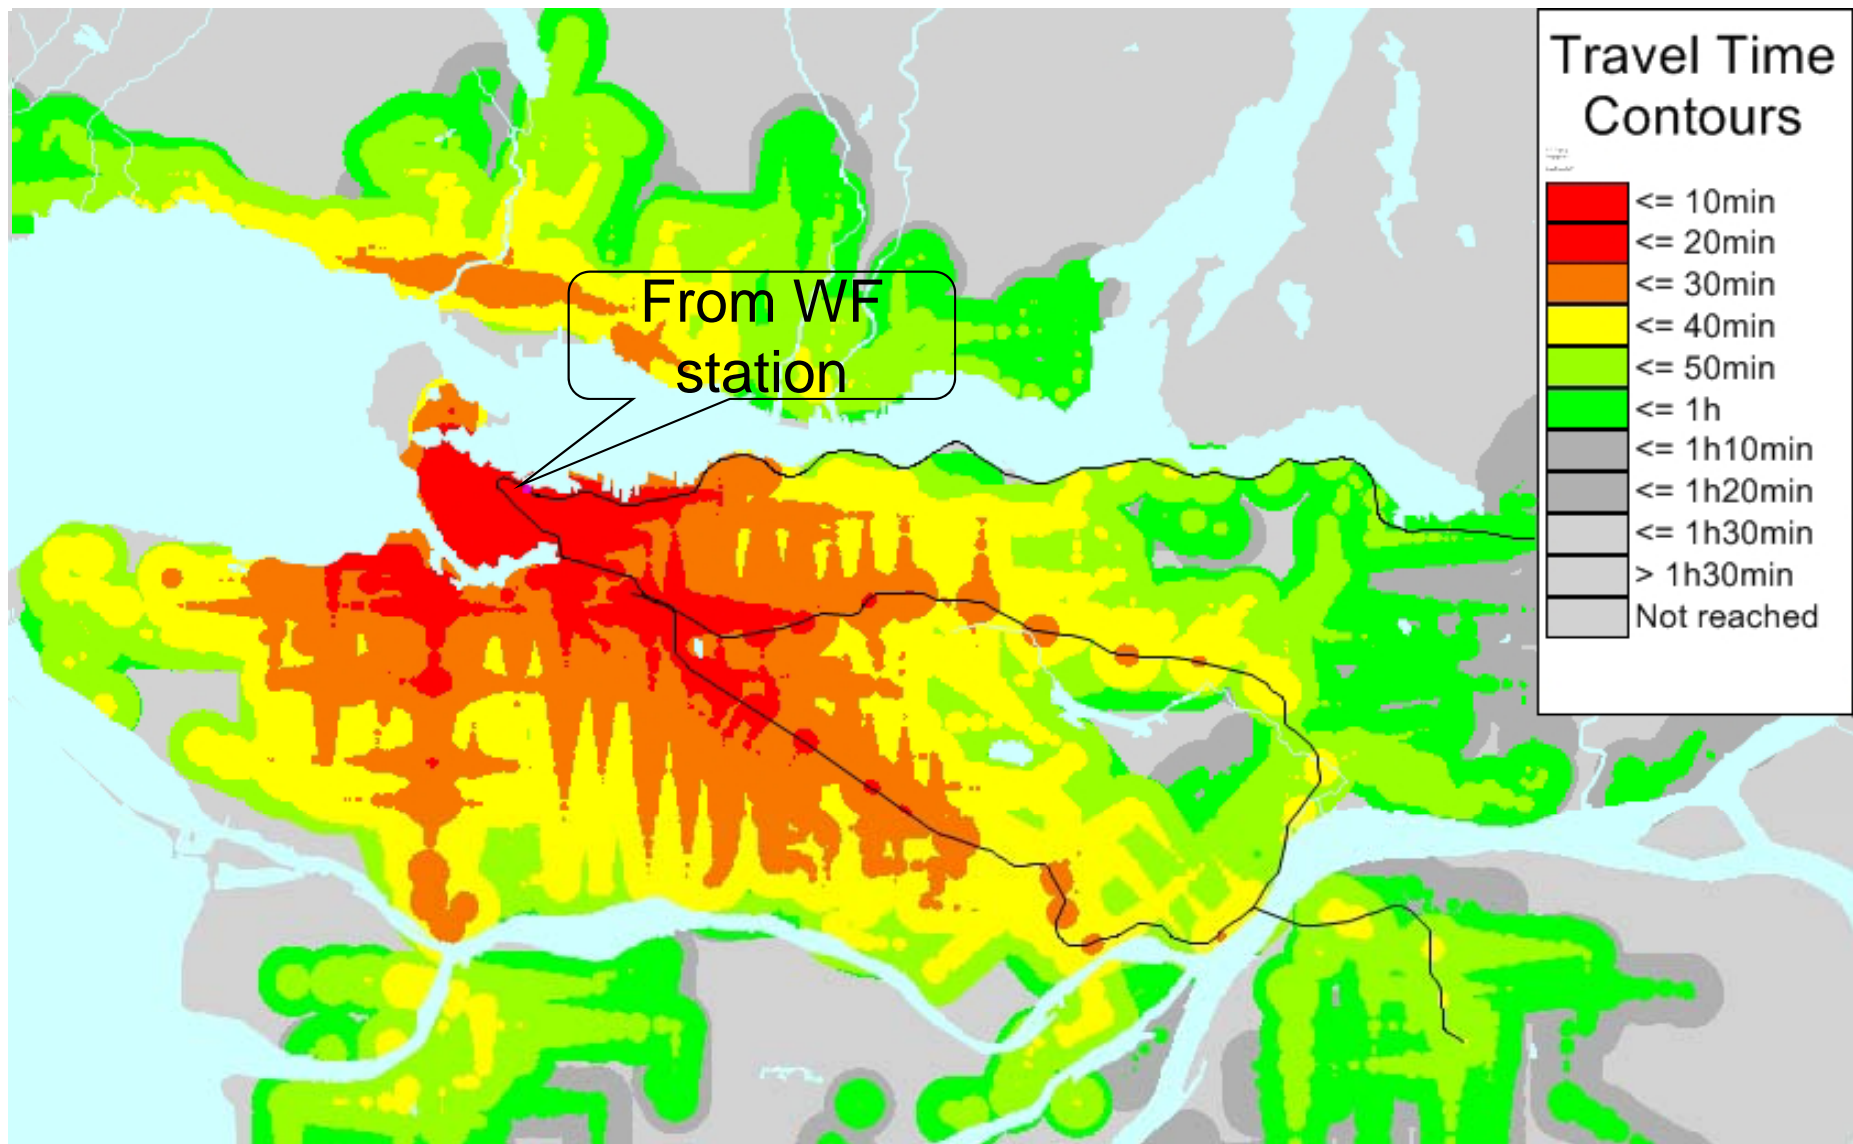 Travel Time
Contours
<= 10min
<= 20min
<= 30min
<= 40min
<= 50min
<= 1h
<= 1h10min
<= 1h20min
<= 1h30min
> 1h30min
Not reached
From WF
station